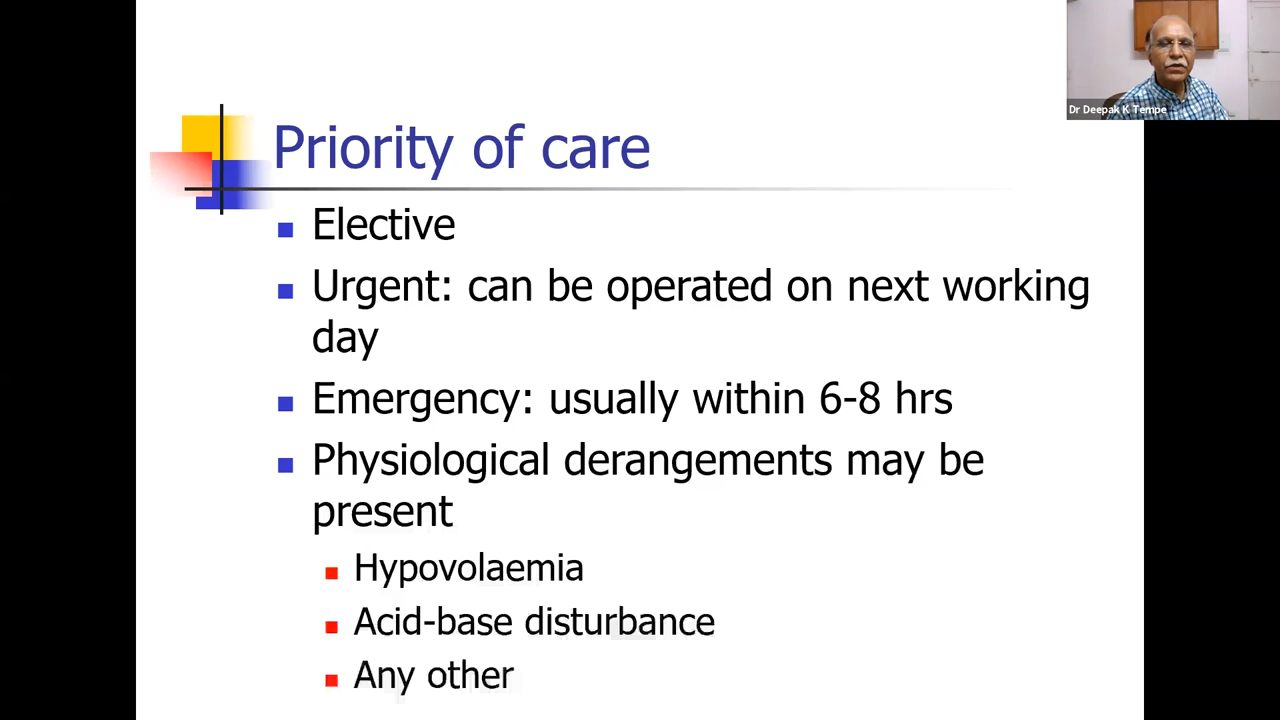 Dr Deepak K Tempe
Priority of care
Elective
Urgent: can be operated on next working
day
Emergency: usually within 6-8 hrs
Physiological derangements may be
present
Hypovolaemia
Acid-base disturbance
Any other